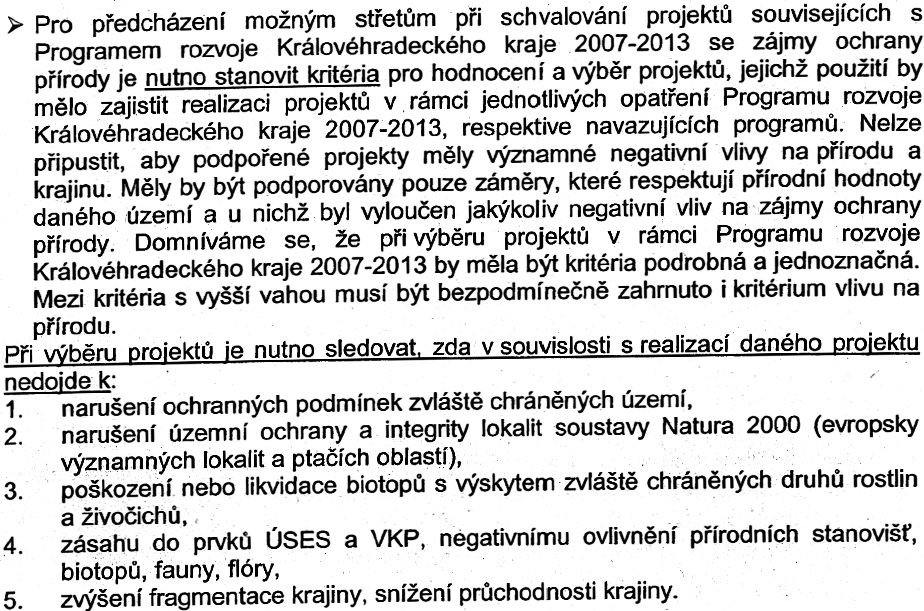 ➢ Pro předcházení možným střetům při schvalování projektů souvisejících s
Programem rozvoje Královéhradeckého kraje 2007-2013 se zájmy ochrany
přírody je nutno stanovit kritéria pro hodnocení a výběr projektů, jejichž použití by
mělo zajistit realizaci projektů v rámci jednotlivých opatření Programu rozvoje
Královéhradeckého kraje 2007-2013, respektive navazujících programů. Nelze
připustit, aby podpořené projekty měly významné negativní vlivy na přírodu a
krajinu. Měly by být podporovány pouze záměry, které respektují přírodní hodnoty
daného území a u nichž byl vyloučen jakýkoliv negativní vliv na zájmy ochrany
přírody. Domníváme se, že při výběru projektů v rámci Programu rozvoje
Královéhradeckého kraje 2007-2013 by měla být kritéria podrobná a jednoznačná.
Mezi kritéria s vyšší vahou musí být bezpodmínečně zahrnuto i kritérium vlivu na
přírodu.
Při výběru projektů je nutno sledovat, zda v souvislosti s realizací daného projektu
nedojde k:
1. narušení ochranných podmínek zvláště chráněných území,
2. narušení územní ochrany a integrity lokalit soustavy Natura 2000 (evropsky
významných lokalit a ptačích oblastí),
3. poškození nebo likvidace biotopů s výskytem zvláště chráněných druhů rostlin
a živočichů,
4. zásahu do prvků ÚSES a VKP, negativnímu ovlivnění přírodních stanovišť,
biotopů, fauny, flóry,
5. zvýšení fragmentace krajiny, snížení průchodnosti krajiny.